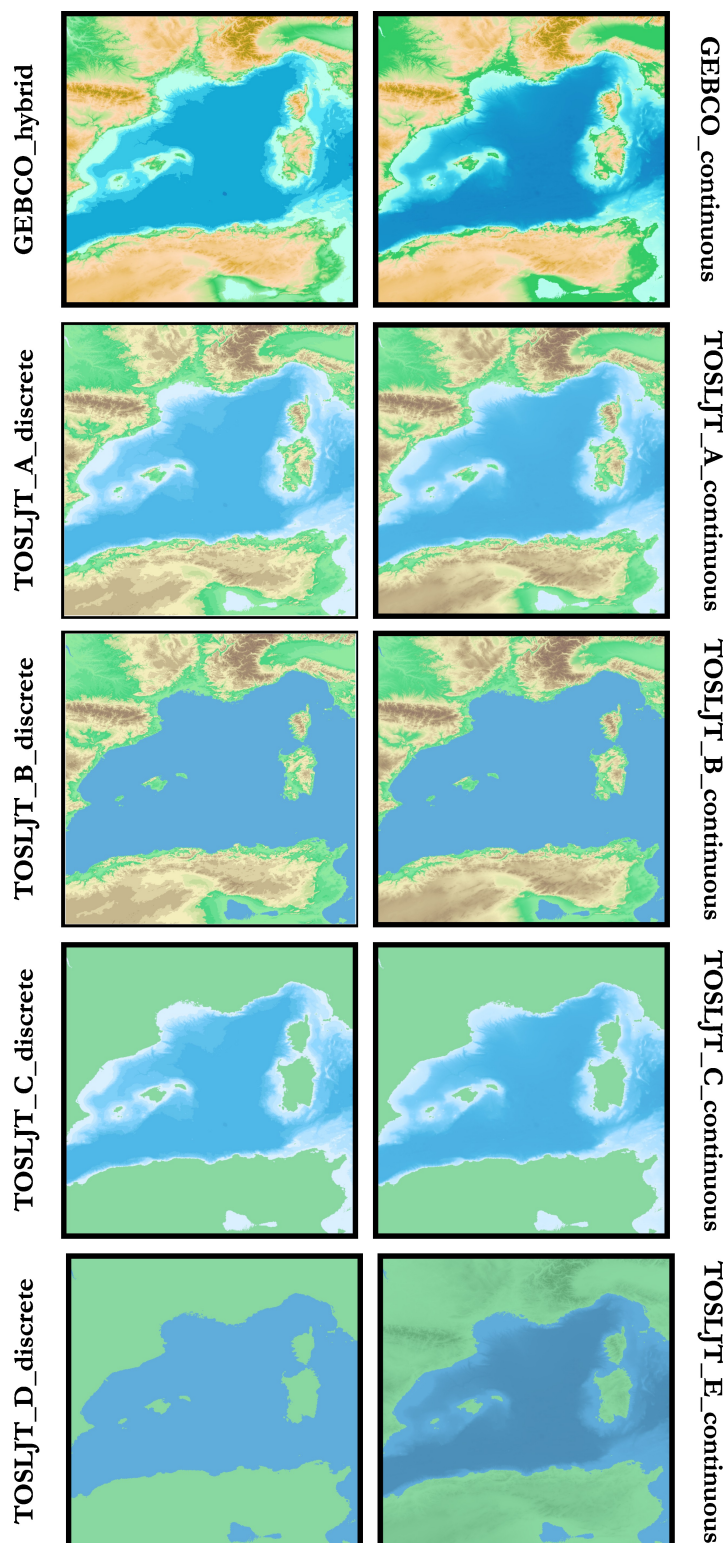 GEBCO_hybrid
GEBCO_continuous
TOSLJT_A_discrete
TOSLJT_A_continuous
TOSLJT_B_discrete
TOSLJT_B_continuous
TOSLJT_C_discrete
TOSLJT_C_continuous
TOSLJT_D_discrete
TOSLJT_E_continuous